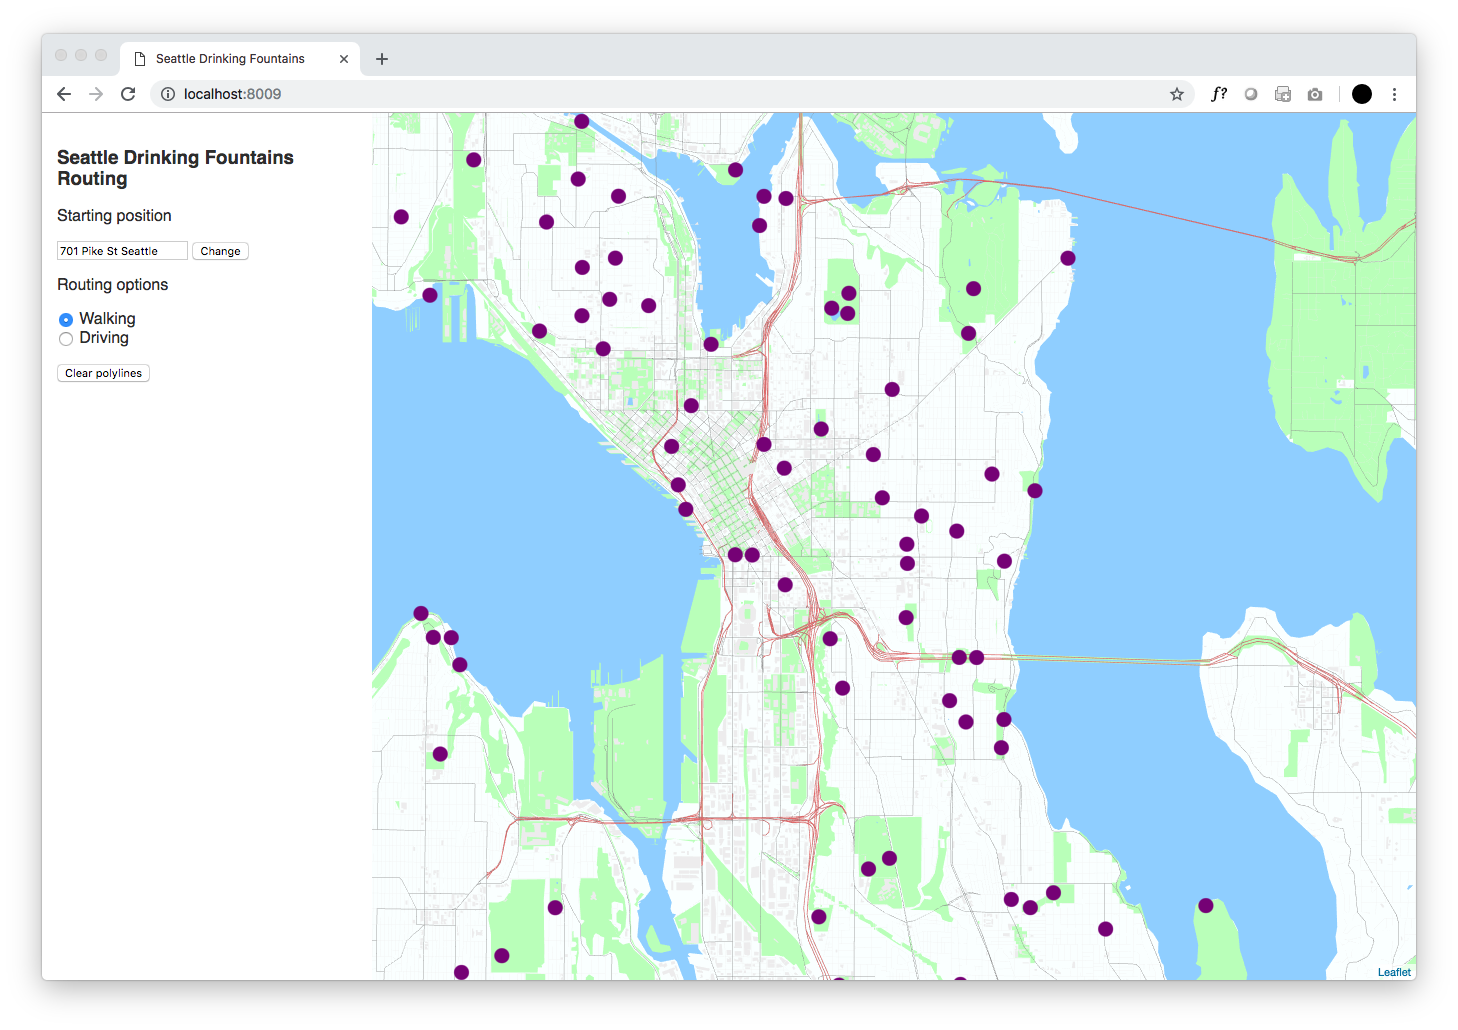 Seattle Drinking Fountains
localhost:8009
f?
Seattle Drinking Fountains
Routing
Starting position
701 Pike St Seattle
Change
Routing options
Walking
Driving
Clear polylines
Leaflet